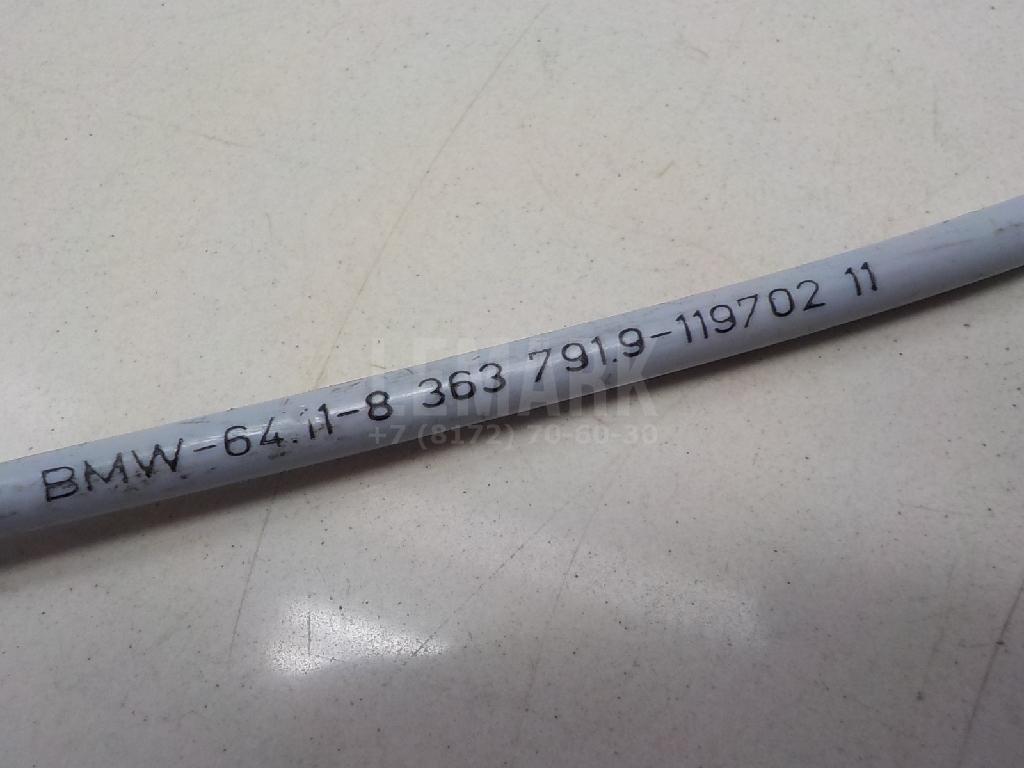 BMW-64.11-8 363 791.9-119702 11
LEMARK
+7 (8172) 70-60-30